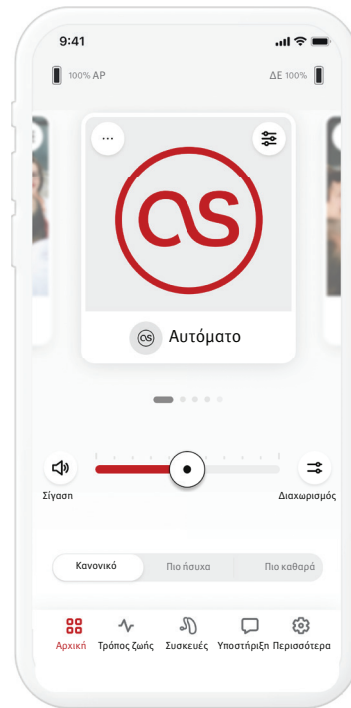 9:41
100% ΑΡ
ΔΕ 100%
Αυτόματο
Σίγαση
Διαχωρισμός
Κανονικό
Πιο ήσυχα
Πιο καθαρά
Αρχική
Τρόπος ζωής
Συσκευές
Υποστήριξη
Περισσότερα